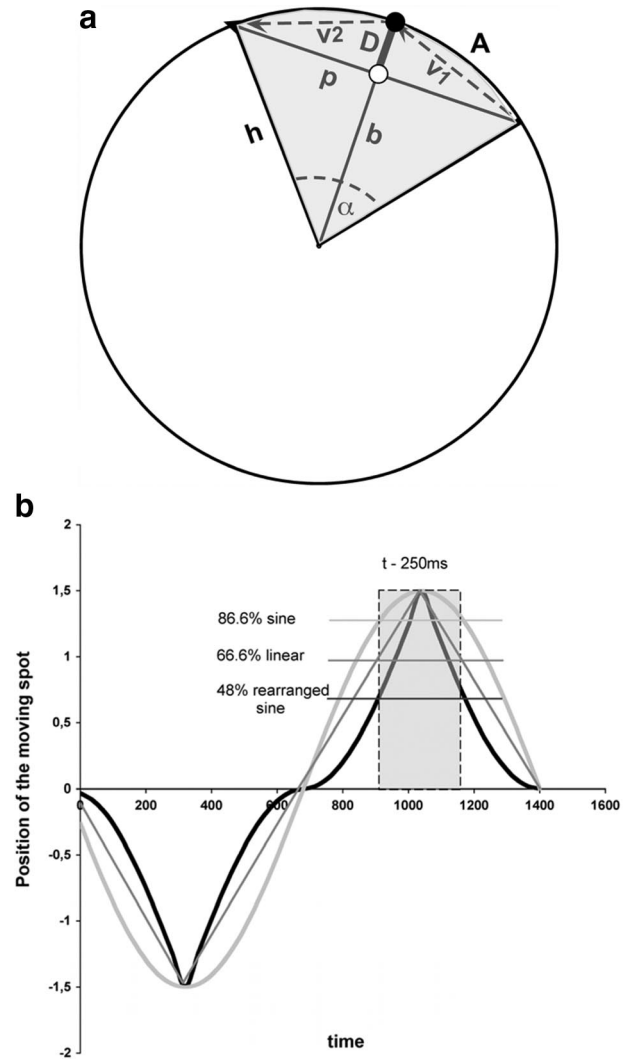 a
v2
D
A
p
v1
h
b
α
b
2
t - 250ms
1,5
86.6% sine
66.6% linear
1
48% rearranged
sine
0,5
0
0 200 400 600 800 1000 1200 1400 1600
-0,5
-1
-1,5
-2
Position of the moving spot
time